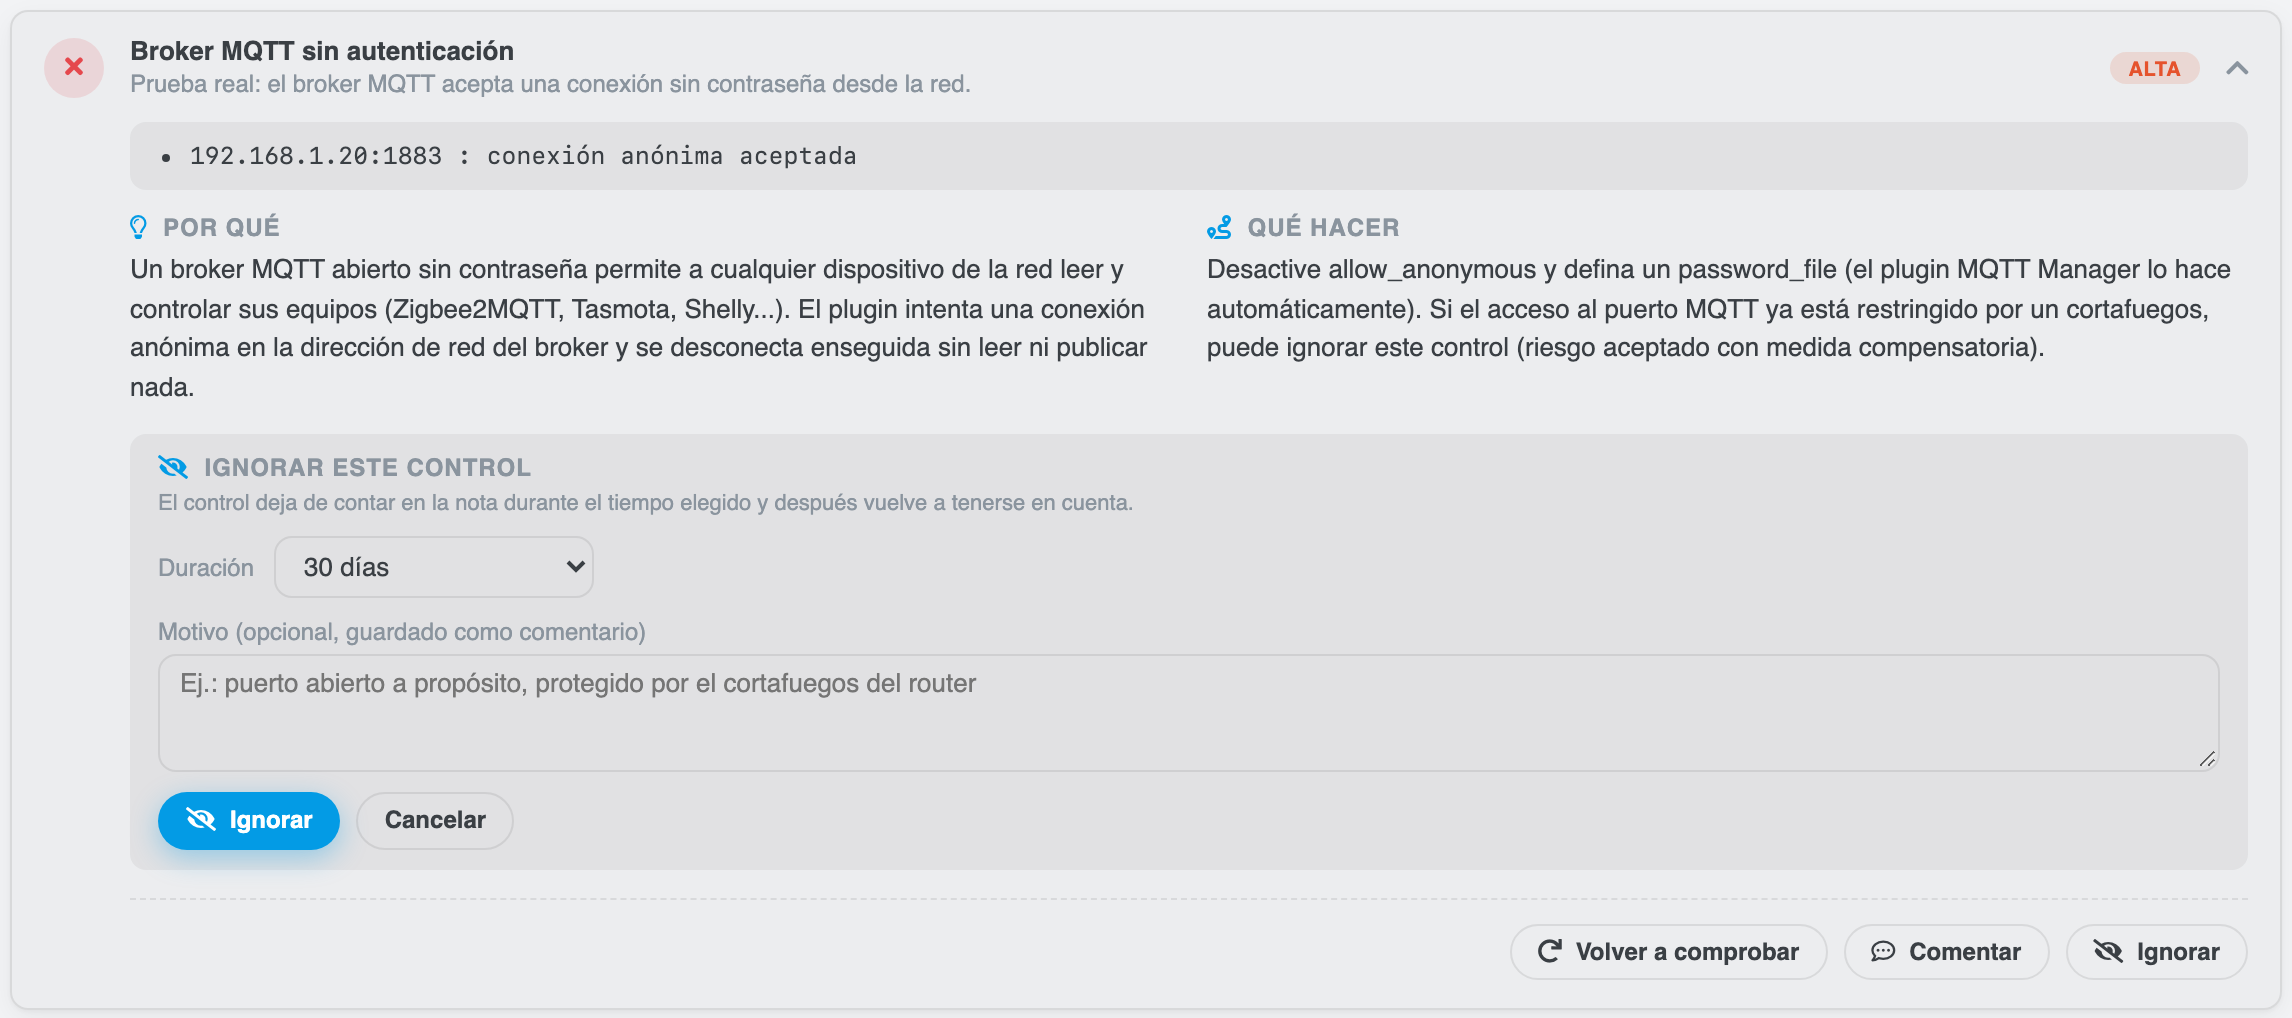 Broker MQTT sin autenticación
Prueba real: el broker MQTT acepta una conexión sin contraseña desde la red.
ALTA
• 192.168.1.20:1883 : conexión anónima aceptada
POR QUÉ
Un broker MQTT abierto sin contraseña permite a cualquier dispositivo de la red leer y
controlar sus equipos (Zigbee2MQTT, Tasmota, Shelly...). El plugin intenta una conexión
anónima en la dirección de red del broker y se desconecta enseguida sin leer ni publicar
nada.
QUÉ HACER
Desactive allow_anonymous y defina un password_file (el plugin MQTT Manager lo hace
automáticamente). Si el acceso al puerto MQTT ya está restringido por un cortafuegos,
puede ignorar este control (riesgo aceptado con medida compensatoria).
IGNORAR ESTE CONTROL
El control deja de contar en la nota durante el tiempo elegido y después vuelve a tenerse en cuenta.
Duración
30 días
Motivo (opcional, guardado como comentario)
Ej.: puerto abierto a propósito, protegido por el cortafuegos del router
Ignorar
Cancelar
Volver a comprobar
Comentar
Ignorar